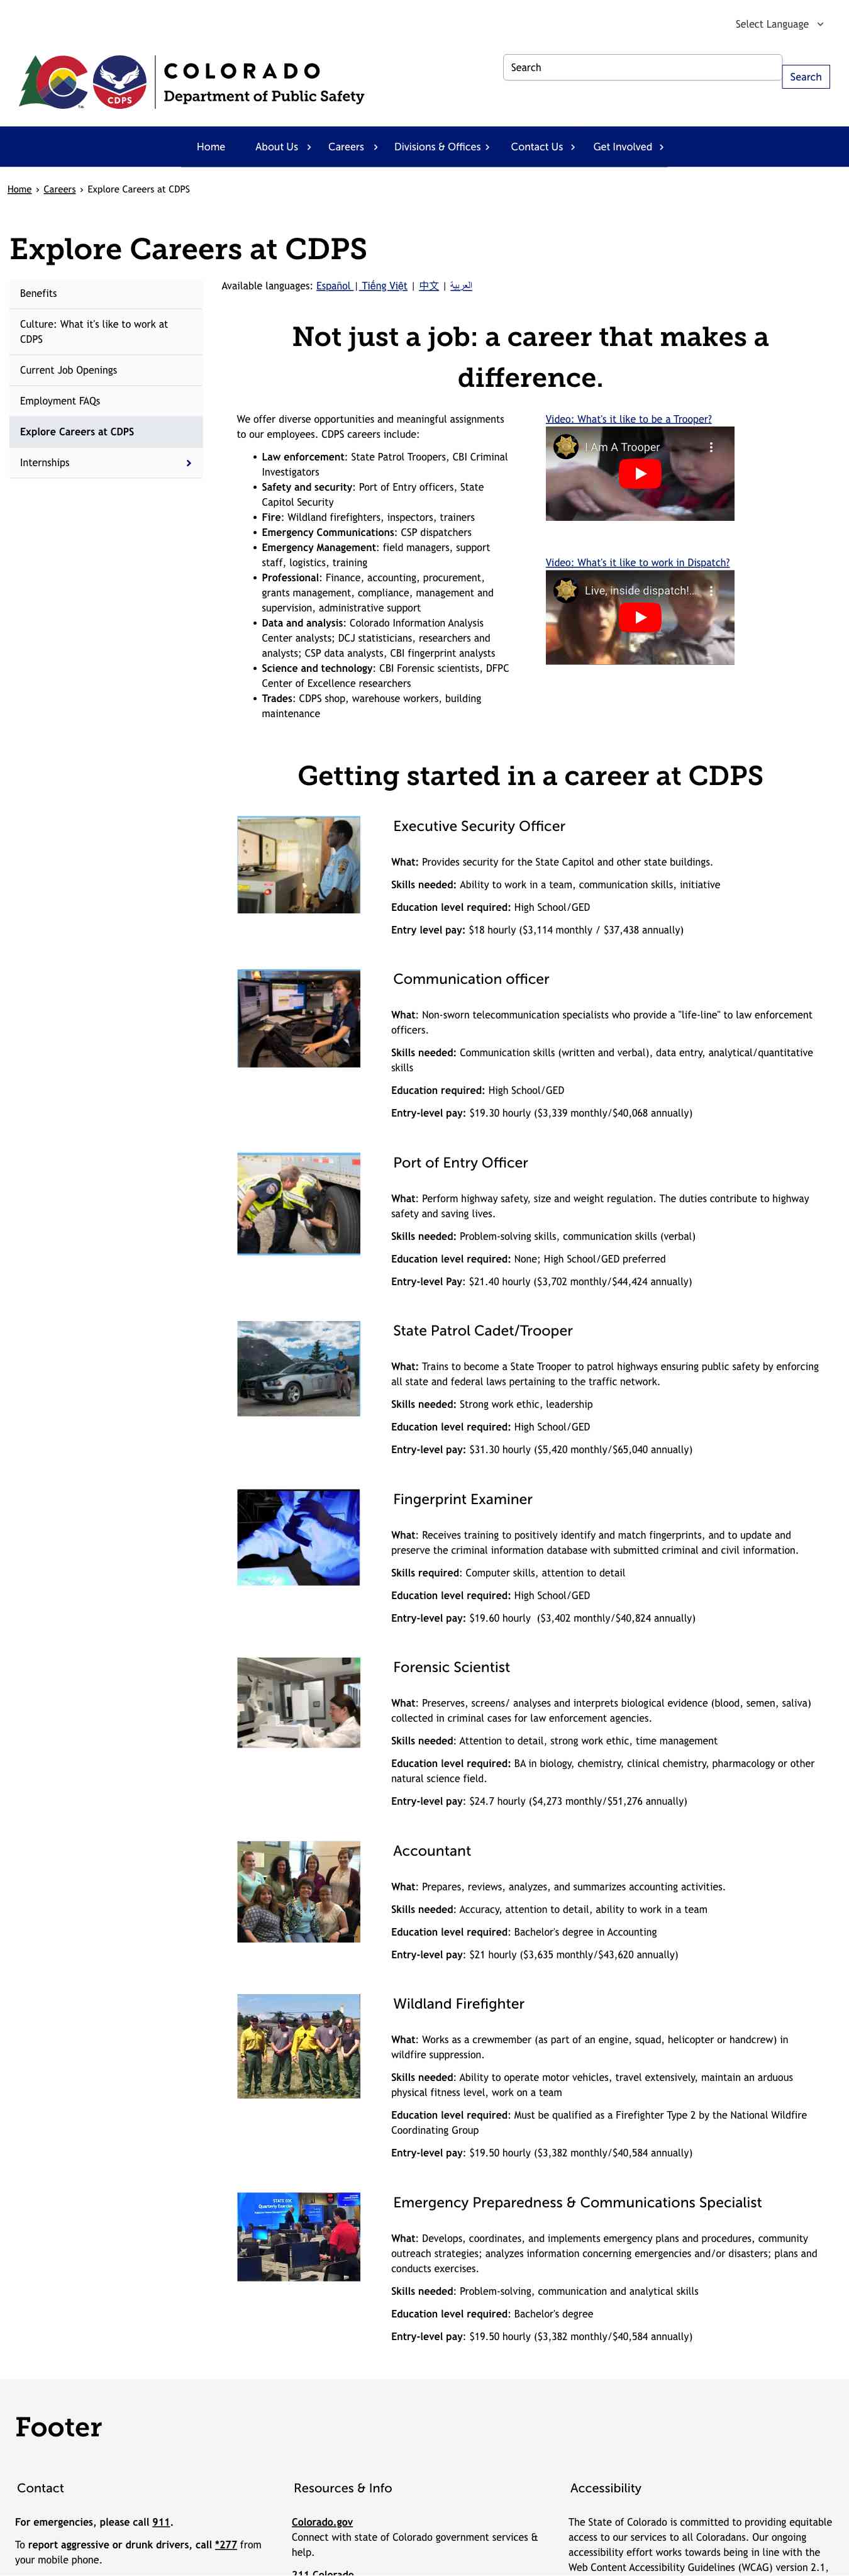 Select Language
COLORADO
Department of Public Safety
CDPS
Search
Search
Home
About Us
Careers
Divisions & Offices
Contact Us
Get Involved
Home › Careers › Explore Careers at CDPS
Explore Careers at CDPS
Benefits
Culture: What it's like to work at
CDPS
Current Job Openings
Employment FAQs
Explore Careers at CDPS
Internships
Available languages: Español | Tiếng Việt | 中文 | العربية
Not just a job: a career that makes a
difference.
We offer diverse opportunities and meaningful assignments
to our employees. CDPS careers include:
• Law enforcement: State Patrol Troopers, CBI Criminal
Investigators
• Safety and security: Port of Entry officers, State
Capitol Security
• Fire: Wildland firefighters, inspectors, trainers
• Emergency Communications: CSP dispatchers
• Emergency Management: field managers, support
staff, logistics, training
• Professional: Finance, accounting, procurement,
grants management, compliance, management and
supervision, administrative support
• Data and analysis: Colorado Information Analysis
Center analysts; DCJ statisticians, researchers and
analysts; CSP data analysts, CBI fingerprint analysts
• Science and technology: CBI Forensic scientists, DFPC
Center of Excellence researchers
• Trades: CDPS shop, warehouse workers, building
maintenance
Video: What's it like to be a Trooper?
I Am A Trooper
Video: What's it like to work in Dispatch?
Live, inside dispatch!...
Getting started in a career at CDPS
Executive Security Officer
What: Provides security for the State Capitol and other state buildings.
Skills needed: Ability to work in a team, communication skills, initiative
Education level required: High School/GED
Entry level pay: $18 hourly ($3,114 monthly / $37,438 annually)
Communication officer
What: Non-sworn telecommunication specialists who provide a "life-line" to law enforcement
officers.
Skills needed: Communication skills (written and verbal), data entry, analytical/quantitative
skills
Education required: High School/GED
Entry-level pay: $19.30 hourly ($3,339 monthly/$40,068 annually)
Port of Entry Officer
What: Perform highway safety, size and weight regulation. The duties contribute to highway
safety and saving lives.
Skills needed: Problem-solving skills, communication skills (verbal)
Education level required: None; High School/GED preferred
Entry-level Pay: $21.40 hourly ($3,702 monthly/$44,424 annually)
State Patrol Cadet/Trooper
What: Trains to become a State Trooper to patrol highways ensuring public safety by enforcing
all state and federal laws pertaining to the traffic network.
Skills needed: Strong work ethic, leadership
Education level required: High School/GED
Entry-level pay: $31.30 hourly ($5,420 monthly/$65,040 annually)
Fingerprint Examiner
What: Receives training to positively identify and match fingerprints, and to update and
preserve the criminal information database with submitted criminal and civil information.
Skills required: Computer skills, attention to detail
Education level required: High School/GED
Entry-level pay: $19.60 hourly ($3,402 monthly/$40,824 annually)
Forensic Scientist
What: Preserves, screens/ analyses and interprets biological evidence (blood, semen, saliva)
collected in criminal cases for law enforcement agencies.
Skills needed: Attention to detail, strong work ethic, time management
Education level required: BA in biology, chemistry, clinical chemistry, pharmacology or other
natural science field.
Entry-level pay: $24.7 hourly ($4,273 monthly/$51,276 annually)
Accountant
What: Prepares, reviews, analyzes, and summarizes accounting activities.
Skills needed: Accuracy, attention to detail, ability to work in a team
Education level required: Bachelor's degree in Accounting
Entry-level pay: $21 hourly ($3,635 monthly/$43,620 annually)
Wildland Firefighter
What: Works as a crewmember (as part of an engine, squad, helicopter or handcrew) in
wildfire suppression.
Skills needed: Ability to operate motor vehicles, travel extensively, maintain an arduous
physical fitness level, work on a team
Education level required: Must be qualified as a Firefighter Type 2 by the National Wildfire
Coordinating Group
Entry-level pay: $19.50 hourly ($3,382 monthly/$40,584 annually)
Emergency Preparedness & Communications Specialist
What: Develops, coordinates, and implements emergency plans and procedures, community
outreach strategies; analyzes information concerning emergencies and/or disasters; plans and
conducts exercises.
Skills needed: Problem-solving, communication and analytical skills
Education level required: Bachelor's degree
Entry-level pay: $19.50 hourly ($3,382 monthly/$40,584 annually)
Footer
Contact
For emergencies, please call 911.
To report aggressive or drunk drivers, call *277 from
your mobile phone.
Resources & Info
Colorado.gov
Connect with state of Colorado government services &
help.
211 Colorado
Accessibility
The State of Colorado is committed to providing equitable
access to our services to all Coloradans. Our ongoing
accessibility effort works towards being in line with the
Web Content Accessibility Guidelines (WCAG) version 2.1,